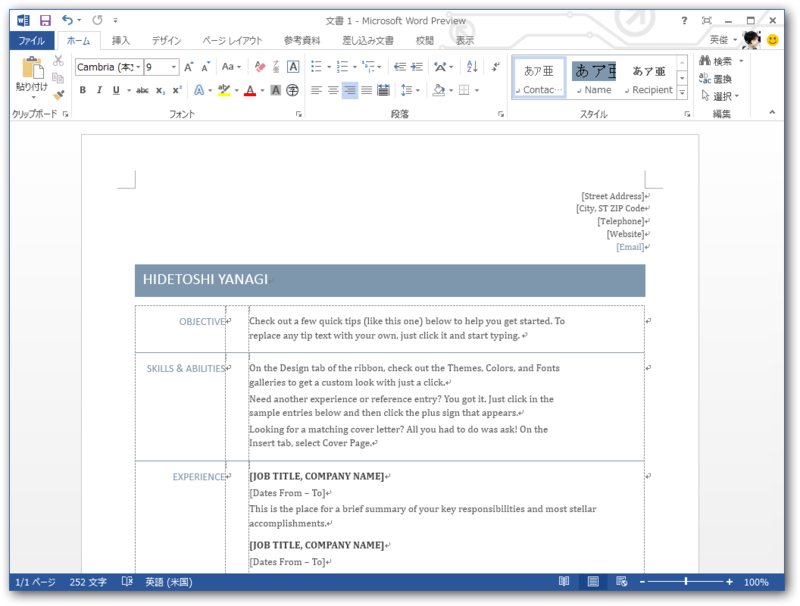 文書 1 - Microsoft Word Preview
ファイル ホーム 挿入 デザイン ページ レイアウト 参考資料 差し込み文書 校閲 表示 英俊
貼り付け
Cambria (本 9
B I U abc x₂ x²
あア亜 あア亜 あア亜
Contac... Name Recipient
検索
置換
選択
クリップボード フォント 段落 スタイル 編集
[Street Address]
[City, ST ZIP Code
[Telephone]
[Website]
[Email]
HIDETOSHI YANAGI
OBJECTIVE
Check out a few quick tips (like this one) below to help you get started. To
replace any tip text with your own, just click it and start typing.
SKILLS & ABILITIES
On the Design tab of the ribbon, check out the Themes, Colors, and Fonts
galleries to get a custom look with just a click.
Need another experience or reference entry? You got it. Just click in the
sample entries below and then click the plus sign that appears.
Looking for a matching cover letter? All you had to do was ask! On the
Insert tab, select Cover Page.
EXPERIENCE
[JOB TITLE, COMPANY NAME]
[Dates From – To]
This is the place for a brief summary of your key responsibilities and most stellar
accomplishments.
[JOB TITLE, COMPANY NAME]
[Dates From – To]
1/1 ページ 252 文字 英語 (米国) 100%